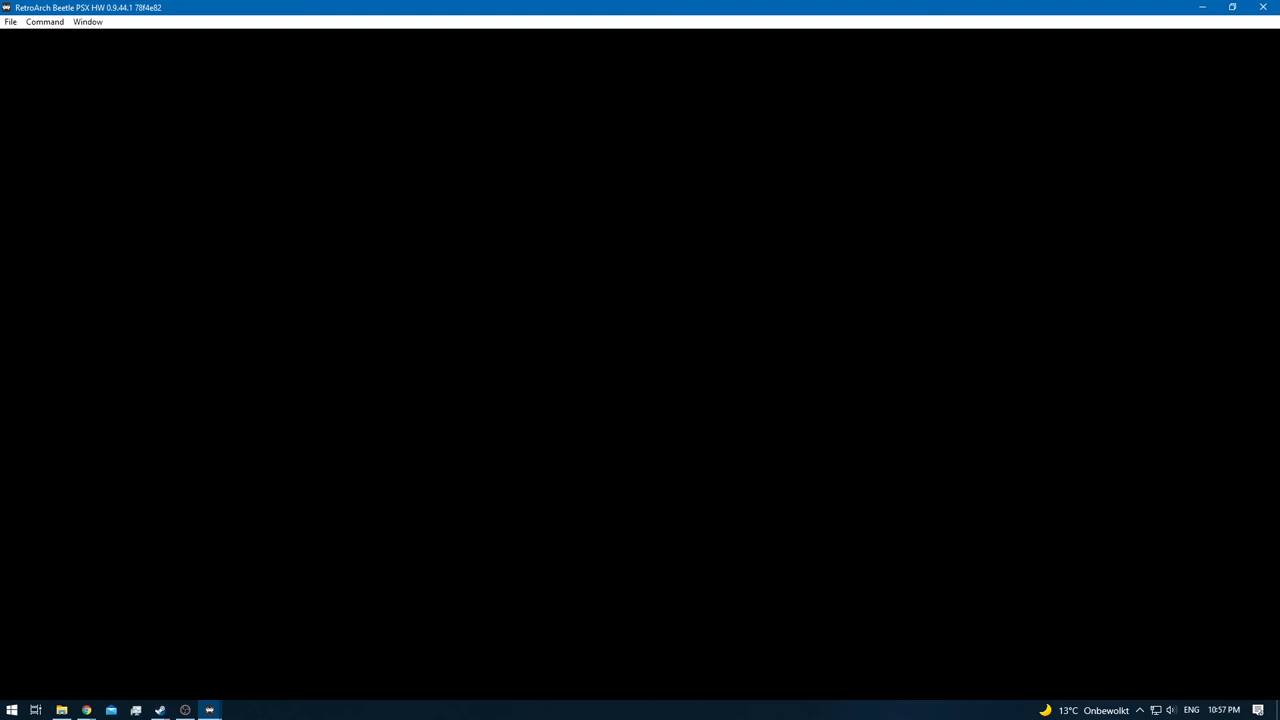 RetroArch Beetle PSX HW 0.9.44.1 78f4e82
File Command Window
13°C Onbewolkt ENG 10:57 PM